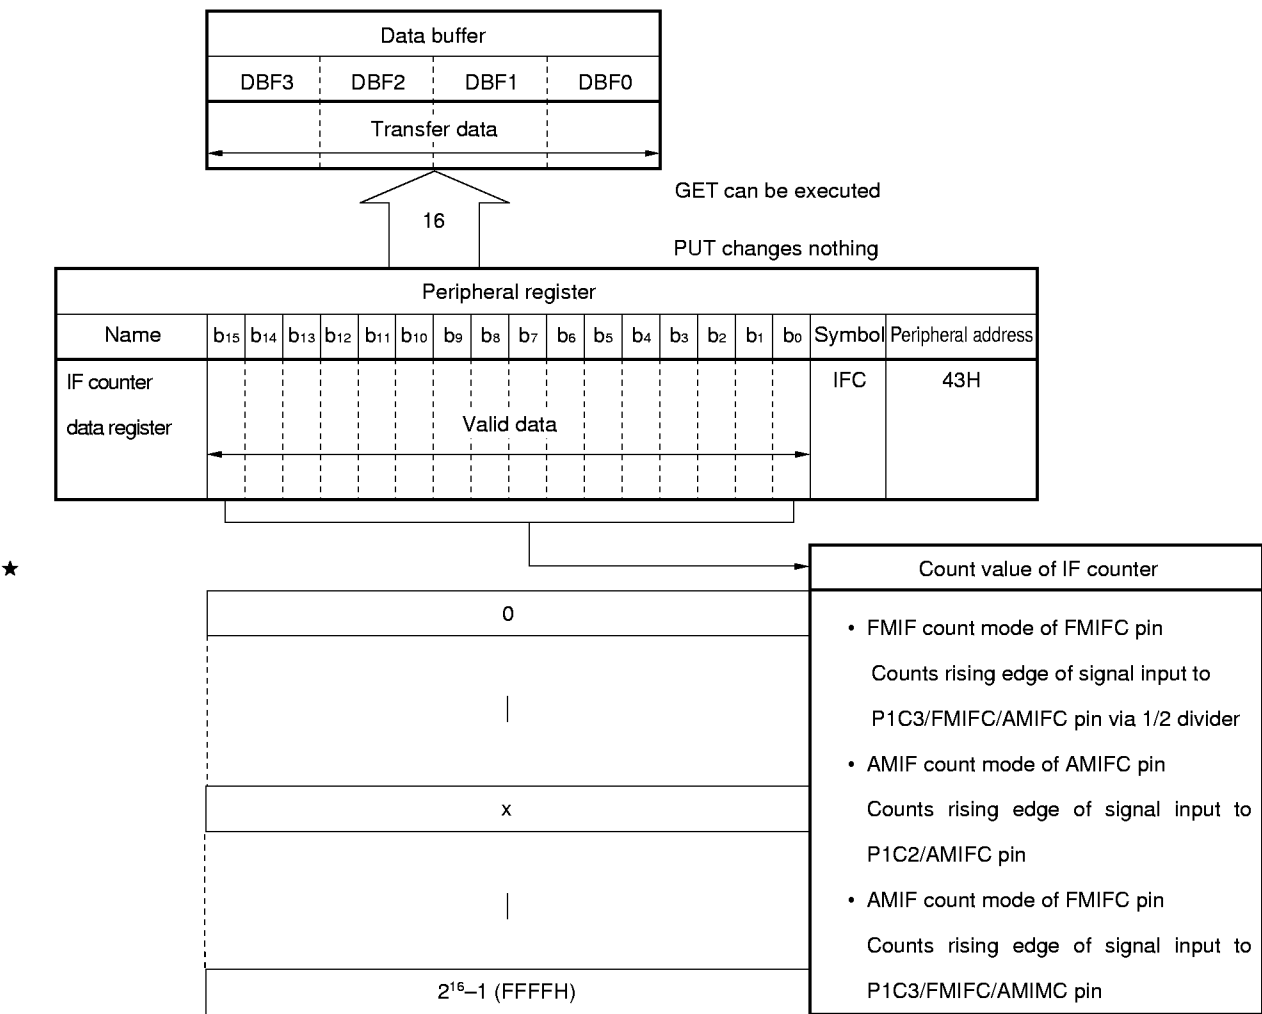 Data buffer
DBF3 DBF2 DBF1 DBF0
Transfer data
16
GET can be executed
PUT changes nothing
Peripheral register
Name b15 b14 b13 b12 b11 b10 b9 b8 b7 b6 b5 b4 b3 b2 b1 b0 Symbol Peripheral address
IF counter
data register
IFC 43H
Valid data
★
Count value of IF counter
0
x
2¹⁶–1 (FFFFH)
• FMIF count mode of FMIFC pin
Counts rising edge of signal input to
P1C3/FMIFC/AMIFC pin via 1/2 divider
• AMIF count mode of AMIFC pin
Counts rising edge of signal input to
P1C2/AMIFC pin
• AMIF count mode of FMIFC pin
Counts rising edge of signal input to
P1C3/FMIFC/AMIMC pin